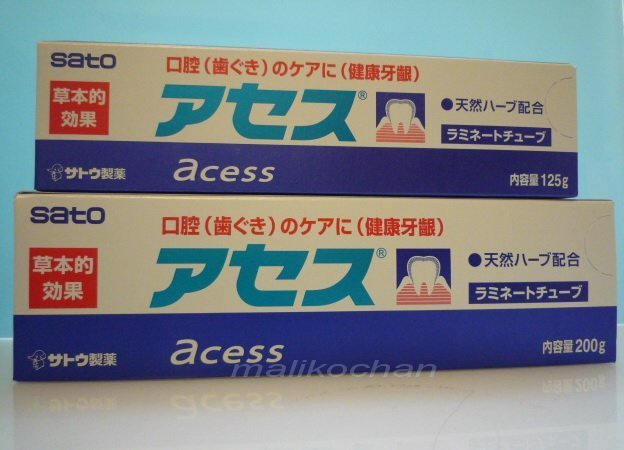 sato
口腔（歯ぐき）のケアに（健康牙齦）
草本的
効果
アセス®
●天然ハーブ配合
ラミネートチューブ
サトウ製薬
acess
内容量125g
sato
口腔（歯ぐき）のケアに（健康牙齦）
草本的
効果
アセス®
●天然ハーブ配合
ラミネートチューブ
サトウ製薬
acess
内容量200g
malikochan